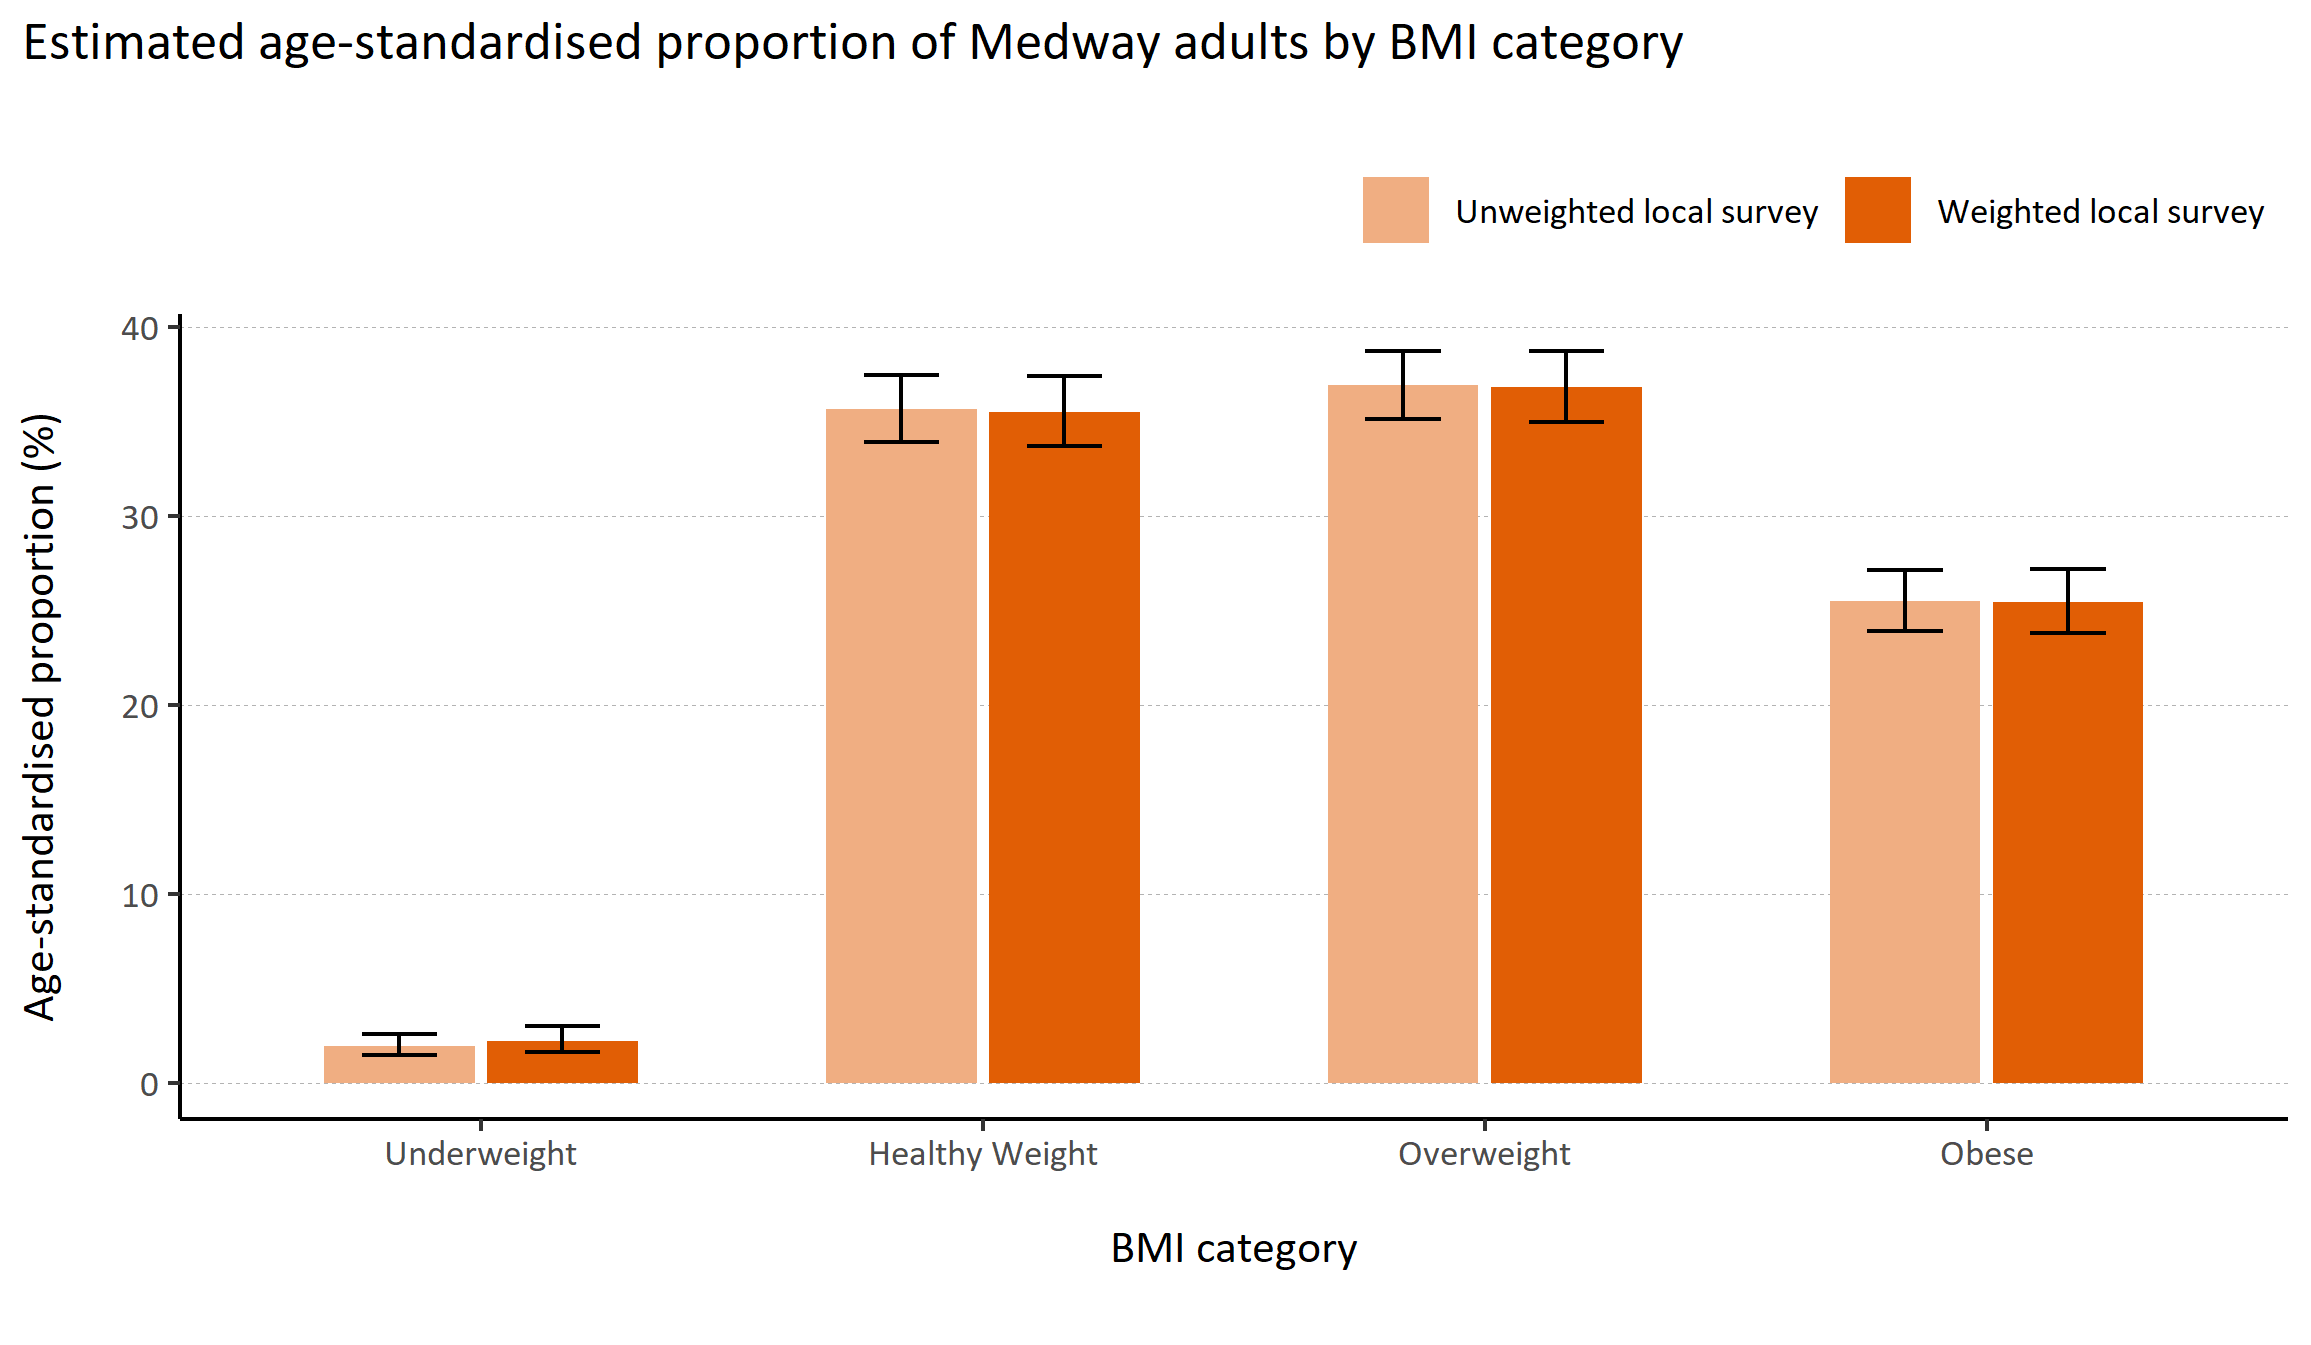 Estimated age-standardised proportion of Medway adults by BMI category
Unweighted local survey
Weighted local survey
Age-standardised proportion (%)
40
30
20
10
0
Underweight
Healthy Weight
Overweight
Obese
BMI category